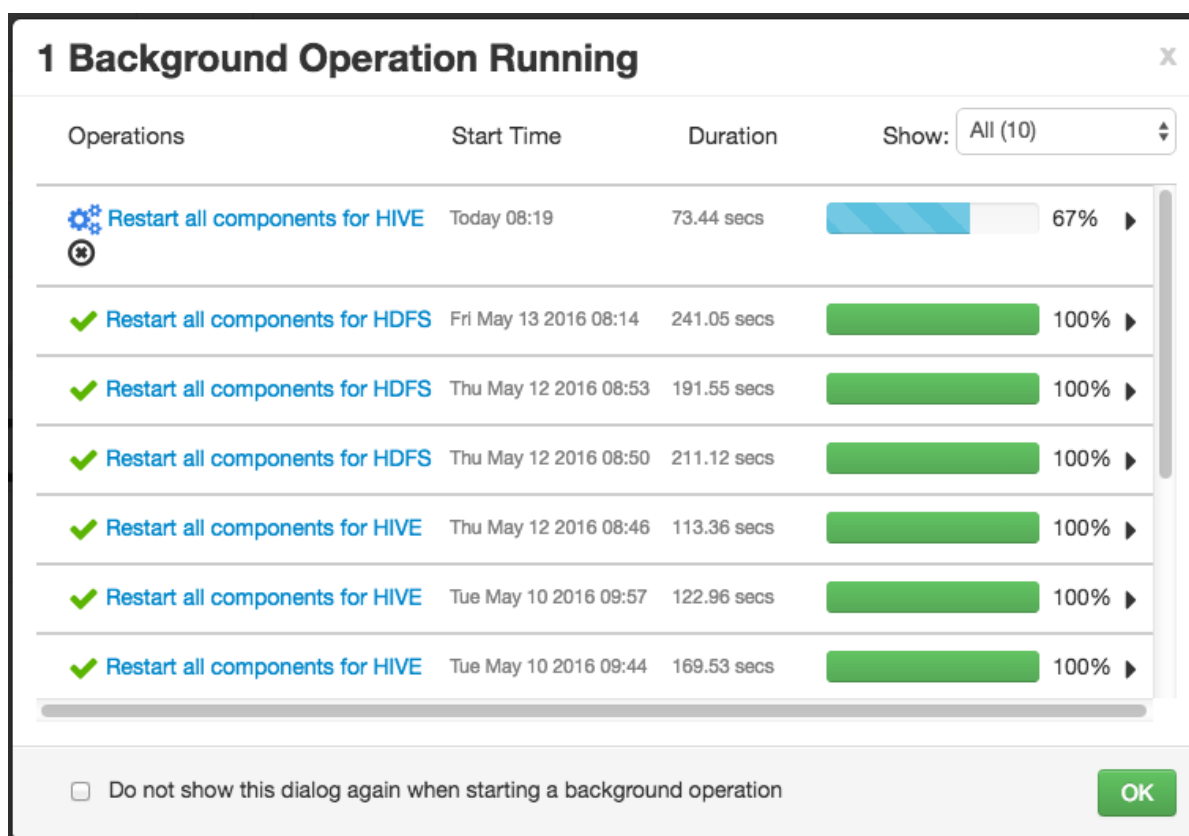 1 Background Operation Running
x
Operations Start Time Duration Show: All (10)
Restart all components for HIVE Today 08:19 73.44 secs 67%
Restart all components for HDFS Fri May 13 2016 08:14 241.05 secs 100%
Restart all components for HDFS Thu May 12 2016 08:53 191.55 secs 100%
Restart all components for HDFS Thu May 12 2016 08:50 211.12 secs 100%
Restart all components for HIVE Thu May 12 2016 08:46 113.36 secs 100%
Restart all components for HIVE Tue May 10 2016 09:57 122.96 secs 100%
Restart all components for HIVE Tue May 10 2016 09:44 169.53 secs 100%
Do not show this dialog again when starting a background operation
OK